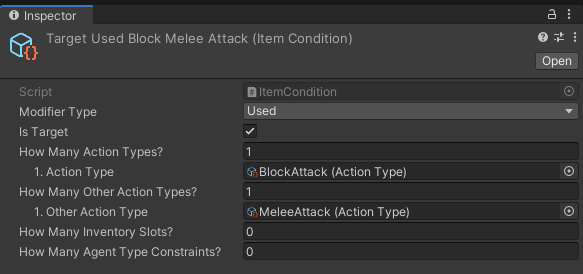 Inspector
Target Used Block Melee Attack (Item Condition)
Open
Script ItemCondition
Modifier Type Used
Is Target
How Many Action Types? 1
1. Action Type BlockAttack (Action Type)
How Many Other Action Types? 1
1. Other Action Type MeleeAttack (Action Type)
How Many Inventory Slots? 0
How Many Agent Type Constraints? 0